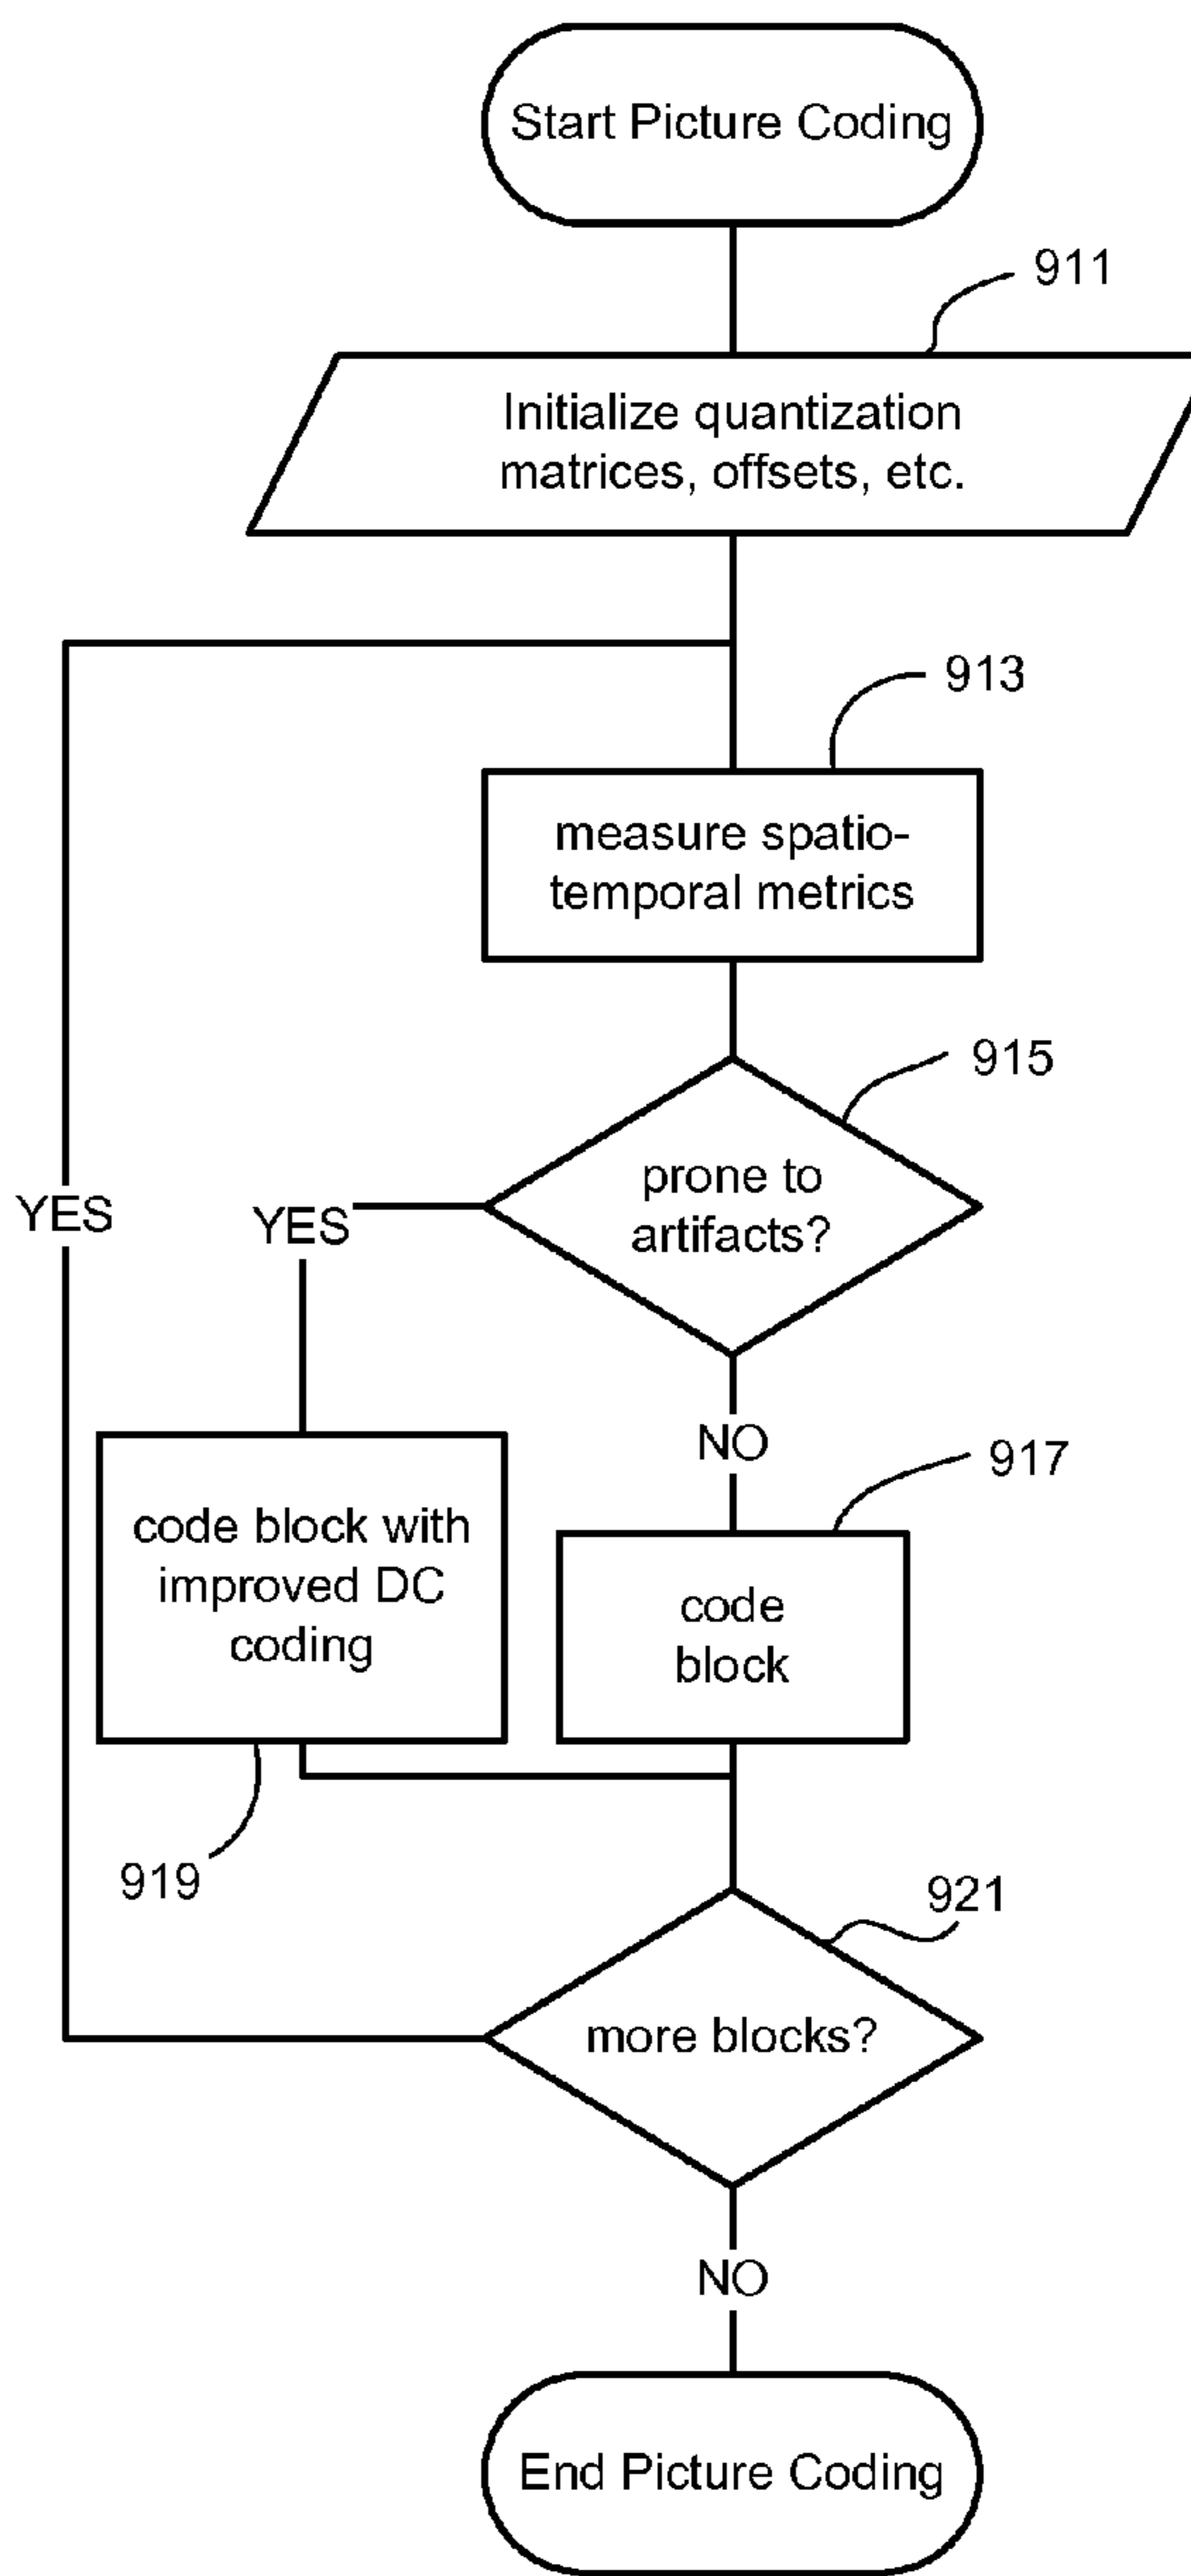 Start Picture Coding
911
Initialize quantization
matrices, offsets, etc.
913
measure spatio-
temporal metrics
915
prone to
artifacts?
YES
YES
NO
917
code block with
improved DC
coding
code
block
919
921
more blocks?
NO
End Picture Coding